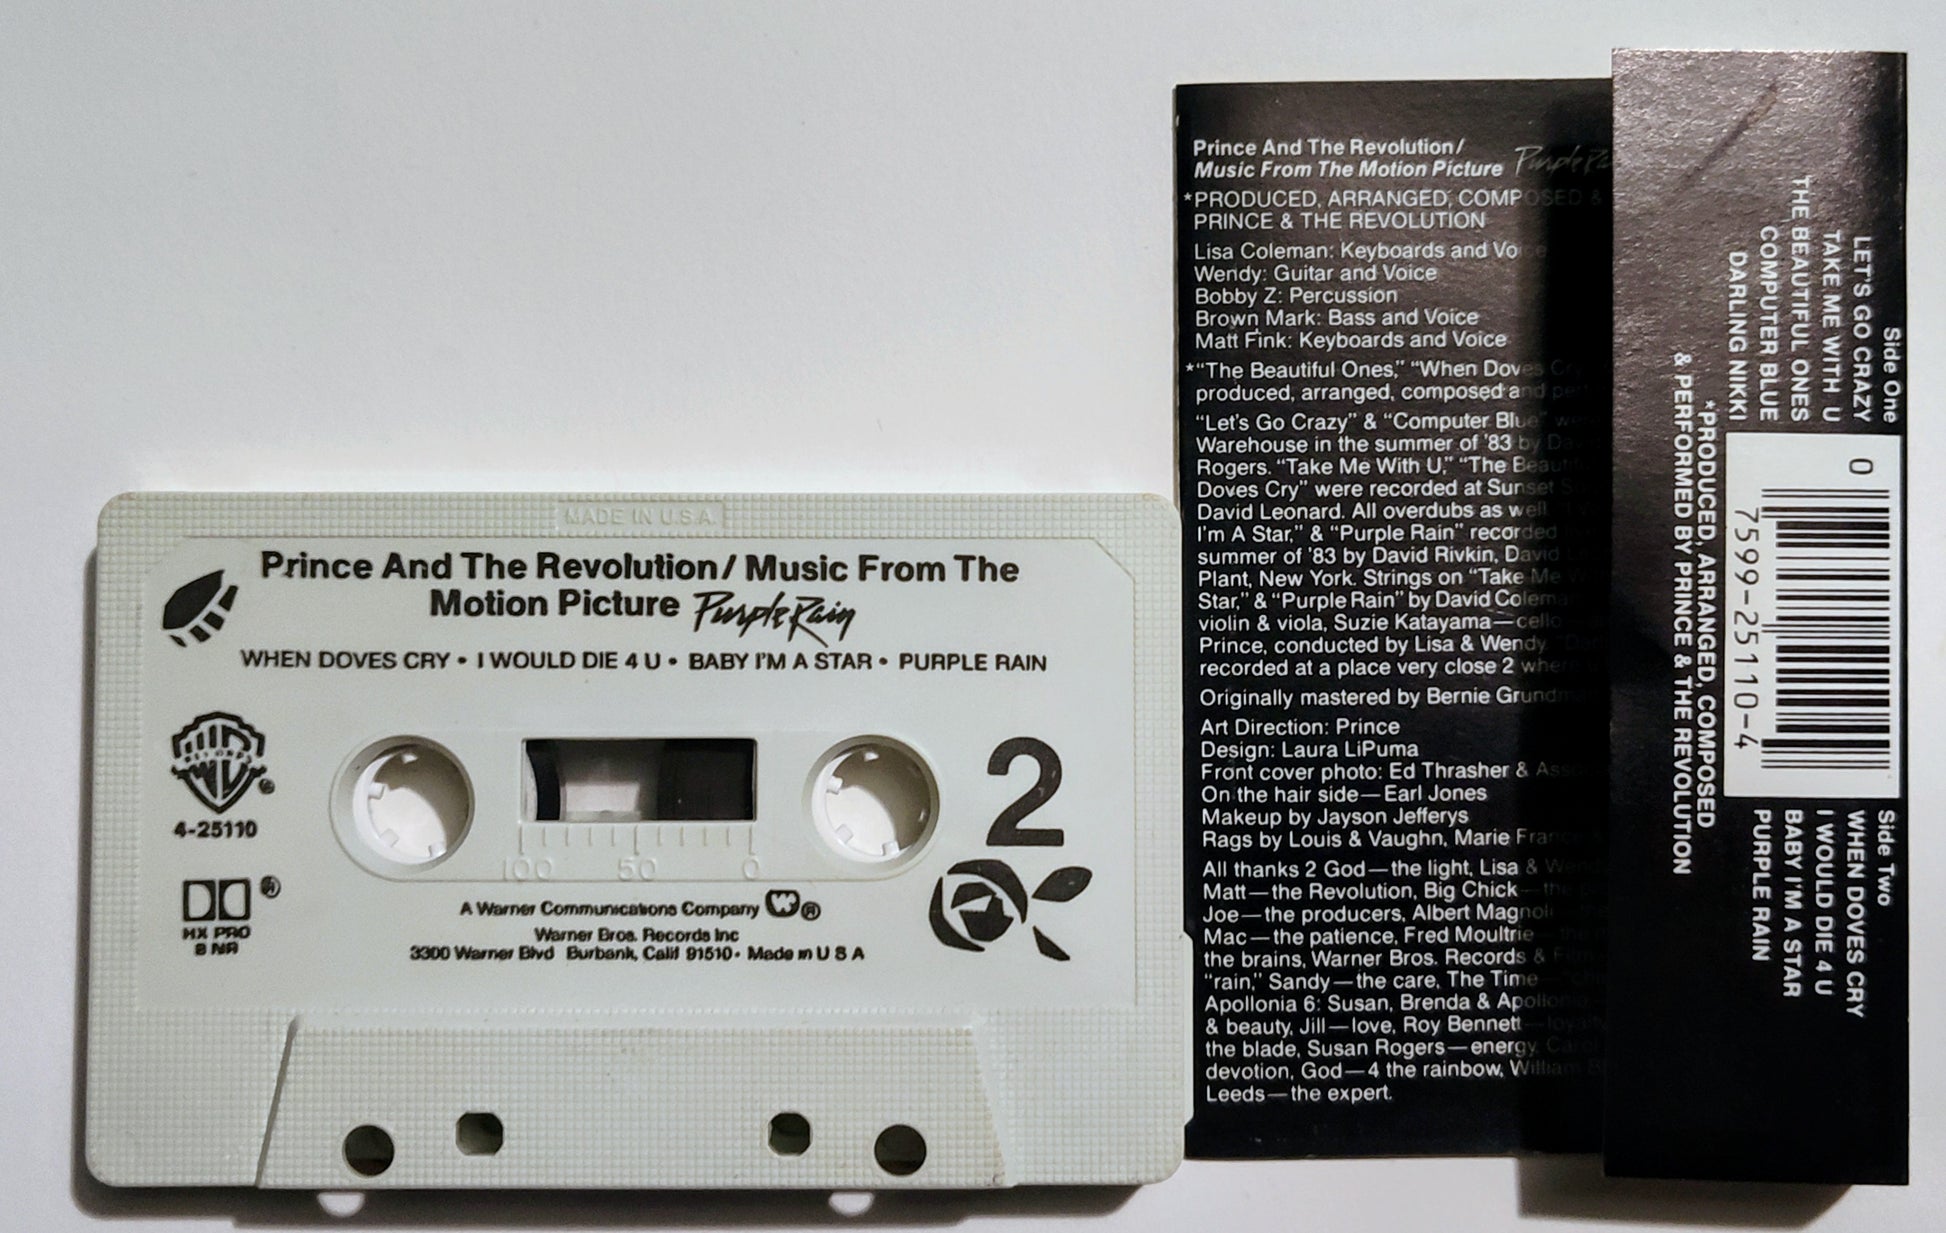 MADE IN U.S.A.
Prince And The Revolution/ Music From The
Motion Picture Purple Rain
WHEN DOVES CRY • I WOULD DIE 4 U • BABY I'M A STAR • PURPLE RAIN
RECORDS
®
4-25110
®
HX PRO
B NR
2
100 50 0
A Warner Communications Company ®
Warner Bros. Records Inc
3300 Warner Blvd Burbank, Calif 91510 • Made in U S A
Prince And The Revolution/
Music From The Motion Picture Purple
*PRODUCED, ARRANGED, COMPOSED &
PRINCE & THE REVOLUTION
Lisa Coleman: Keyboards and Voice
Wendy: Guitar and Voice
Bobby Z: Percussion
Brown Mark: Bass and Voice
Matt Fink: Keyboards and Voice
*“The Beautiful Ones,” “When Doves
produced, arranged, composed and
“Let's Go Crazy” & “Computer Blue” were
Warehouse in the summer of '83 by
Rogers. “Take Me With U,” “The
Doves Cry” were recorded at Sunset
David Leonard. All overdubs as well
I'm A Star,” & “Purple Rain” recorded
summer of '83 by David Rivkin, David
Plant, New York. Strings on “Take Me
Star,” & “Purple Rain” by David Coleman
violin & viola, Suzie Katayama—cello
Prince, conducted by Lisa & Wendy
recorded at a place very close 2 where
Originally mastered by Bernie Grundman
Art Direction: Prince
Design: Laura LiPuma
Front cover photo: Ed Thrasher &
On the hair side—Earl Jones
Makeup by Jayson Jefferys
Rags by Louis & Vaughn, Marie
All thanks 2 God—the light, Lisa &
Matt—the Revolution, Big Chick—the
Joe—the producers, Albert
Mac—the patience, Fred Moultrie—the
the brains, Warner Bros. Records &
“rain,” Sandy—the care, The Time
Apollonia 6: Susan, Brenda & Apollonia
& beauty, Jill—love, Roy Bennett—loyalty
the blade, Susan Rogers—energy, Carol
devotion, God—4 the rainbow, William
Leeds—the expert.
Side One
LET'S GO CRAZY
TAKE ME WITH U
THE BEAUTIFUL ONES
COMPUTER BLUE
DARLING NIKKI
0
7599-25110-4
Side Two
WHEN DOVES CRY
I WOULD DIE 4 U
BABY I'M A STAR
PURPLE RAIN
*PRODUCED, ARRANGED, COMPOSED
& PERFORMED BY PRINCE & THE REVOLUTION